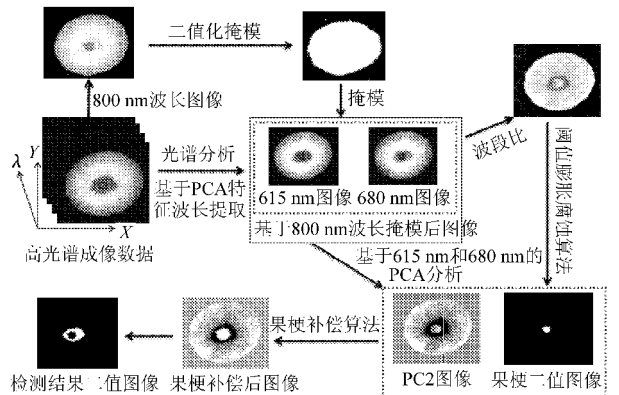 二值化掩模
800 nm波长图像
掩模
波段比
Y
λ
X
光谱分析
基于PCA特
征波长提取
615 nm图像
680 nm图像
基于800 nm波长掩模后图像
高光谱成像数据
基于615 nm和680 nm的
PCA分析
阈值膨胀腐蚀算法
果梗补偿算法
检测结果二值图像
果梗补偿后图像
PC2图像
果梗二值图像